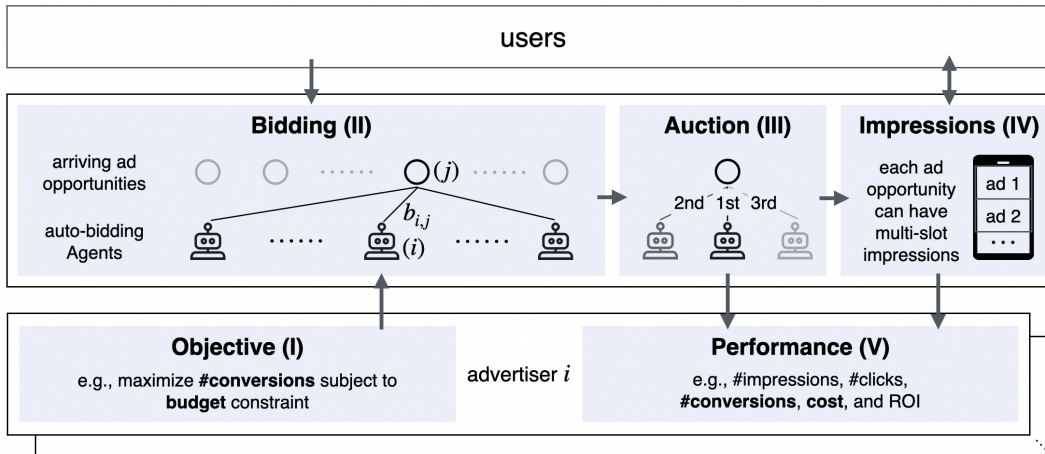 users
Bidding (II)
arriving ad
opportunities
······
(j)
······
b_{i,j}
auto-bidding
Agents
······
(i)
······
Auction (III)
2nd 1st 3rd
Impressions (IV)
each ad
opportunity
can have
multi-slot
impressions
ad 1
ad 2
···
Objective (I)
e.g., maximize #conversions subject to
budget constraint
advertiser i
Performance (V)
e.g., #impressions, #clicks,
#conversions, cost, and ROI